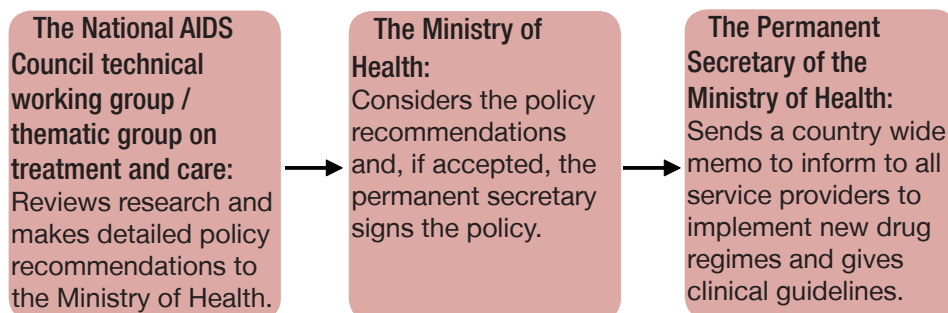 The National AIDS
Council technical
working group /
thematic group on
treatment and care:
Reviews research and
makes detailed policy
recommendations to
the Ministry of Health.
The Ministry of
Health:
Considers the policy
recommendations
and, if accepted, the
permanent secretary
signs the policy.
The Permanent
Secretary of the
Ministry of Health:
Sends a country wide
memo to inform to all
service providers to
implement new drug
regimes and gives
clinical guidelines.